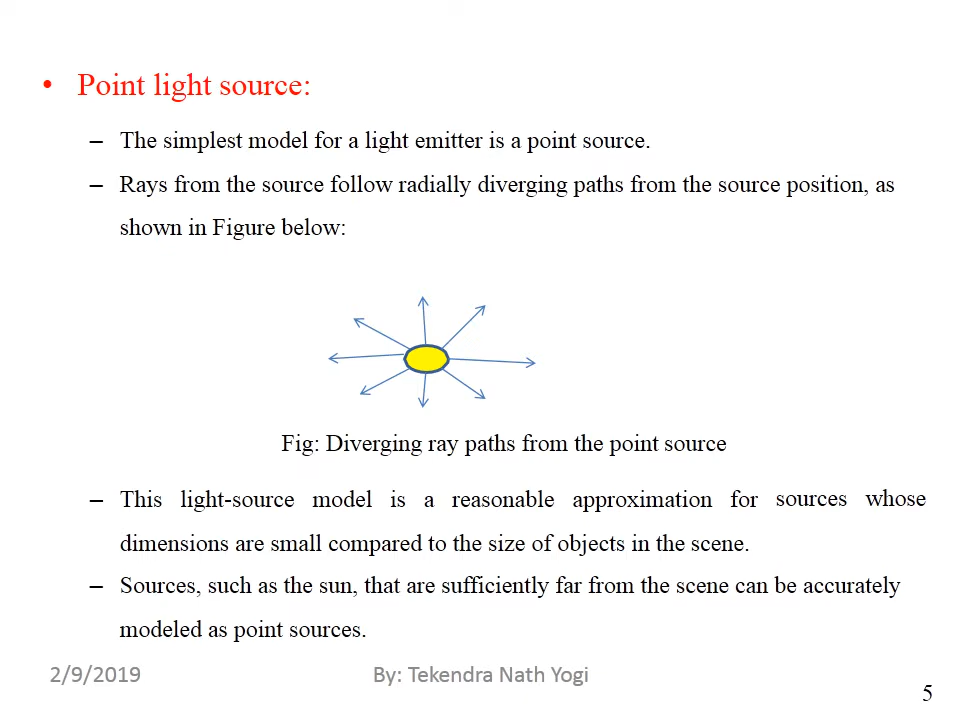 • Point light source:
– The simplest model for a light emitter is a point source.
– Rays from the source follow radially diverging paths from the source position, as
shown in Figure below:
Fig: Diverging ray paths from the point source
– This light-source model is a reasonable approximation for sources whose
dimensions are small compared to the size of objects in the scene.
– Sources, such as the sun, that are sufficiently far from the scene can be accurately
modeled as point sources.
2/9/2019
By: Tekendra Nath Yogi
5